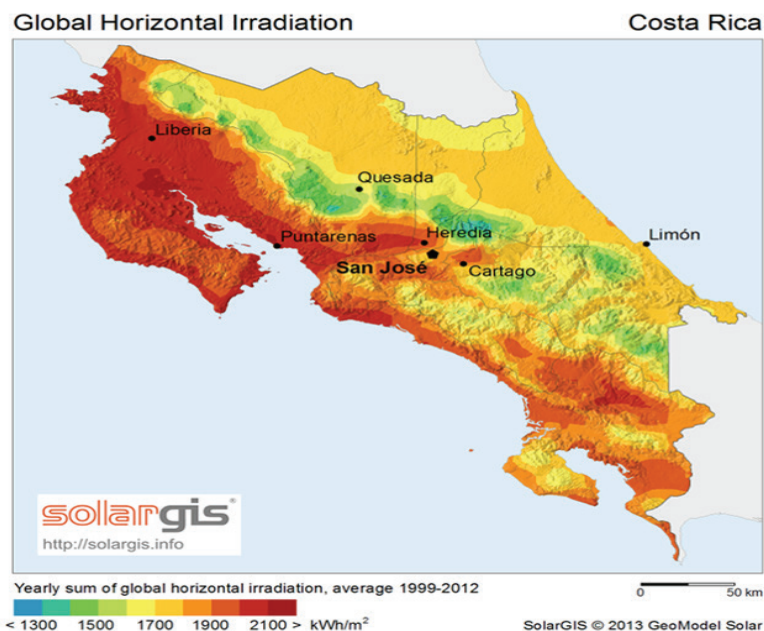 Global Horizontal Irradiation
Costa Rica
Liberia
Quesada
Puntarenas
Heredia
Limón
San José
Cartago
solargis®
http://solargis.info
Yearly sum of global horizontal irradiation, average 1999-2012
0 50 km
< 1300 1500 1700 1900 2100 > kWh/m²
SolarGIS © 2013 GeoModel Solar